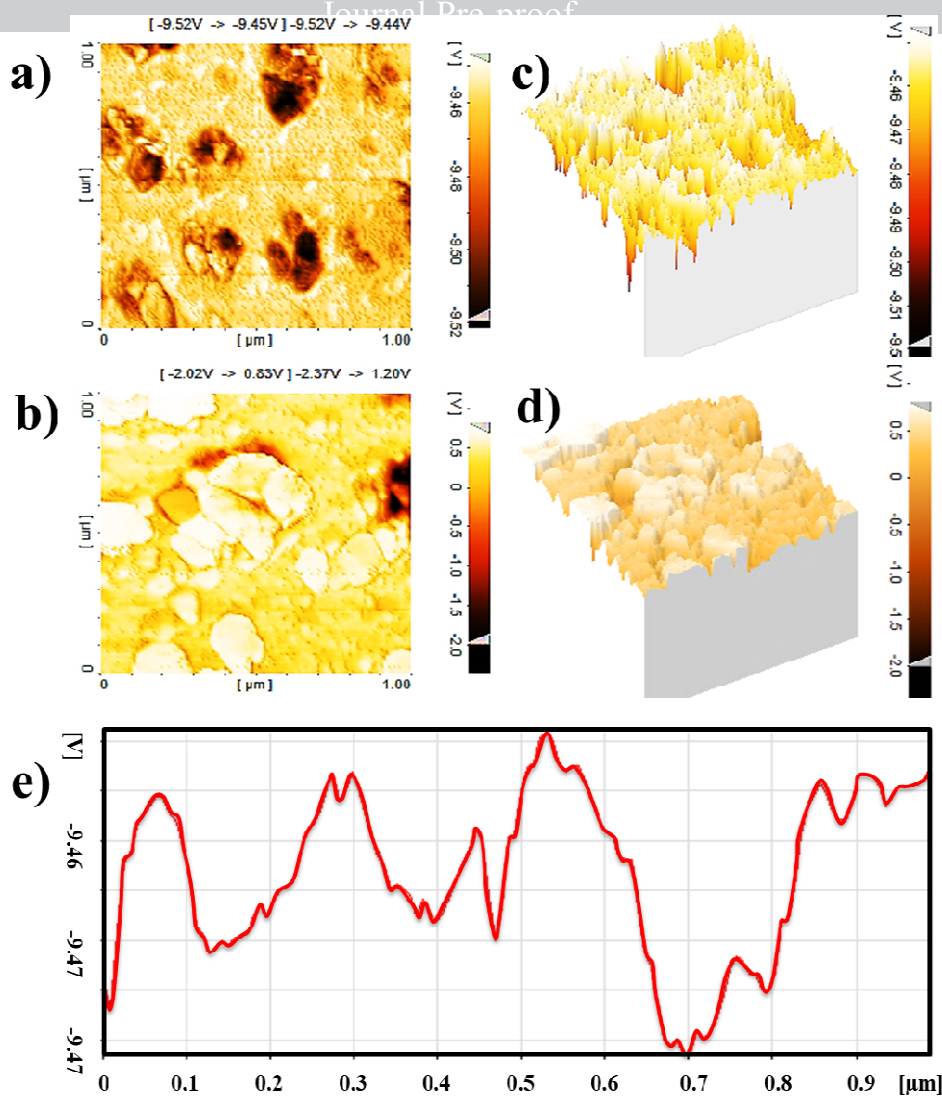 Journal Pre-proof
[ -9.52V -> -9.45V ] -9.52V -> -9.44V
a)
1.00
[ µm ]
0
0
[ µm ]
1.00
[V]
-9.46
-9.48
-9.50
-9.52
c)
[V]
-9.46
-9.47
-9.48
-9.49
-9.50
-9.51
-9.5
[ -2.02V -> 0.83V ] -2.37V -> 1.20V
b)
1.00
[ µm ]
0
0
[ µm ]
1.00
[V]
0.5
0
-0.5
-1.0
-1.5
-2.0
d)
[V]
0.5
0
-0.5
-1.0
-1.5
-2.0
e)
[V]
-9.46
-9.47
-9.47
0
0.1
0.2
0.3
0.4
0.5
0.6
0.7
0.8
0.9
[µm]